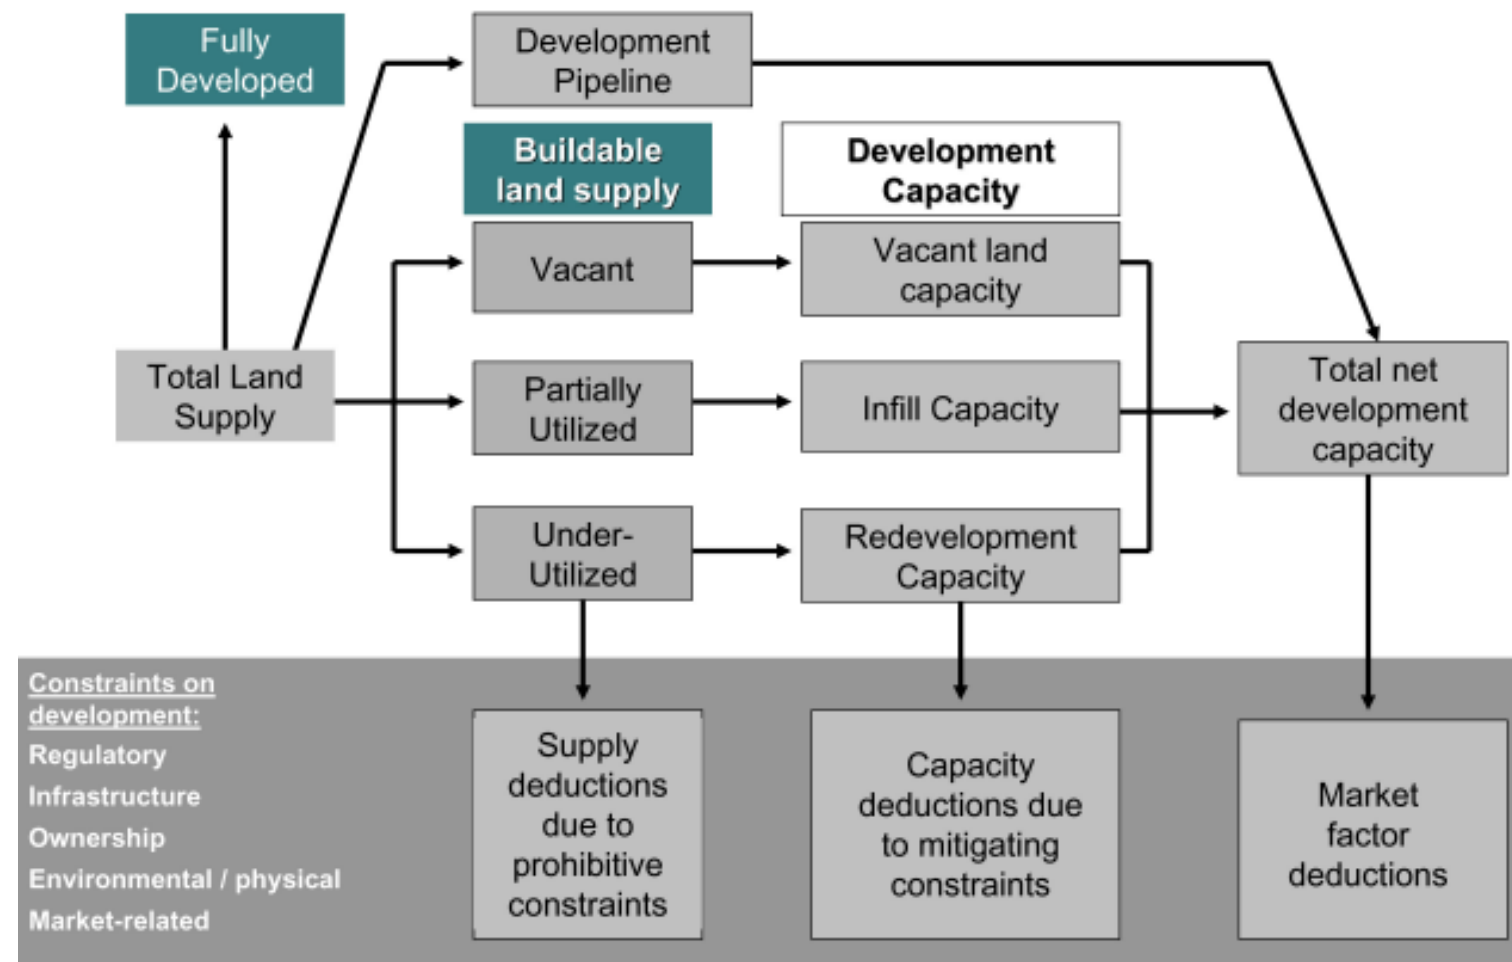 Fully
Developed
Development
Pipeline
Buildable
land supply
Development
Capacity
Vacant
Vacant land
capacity
Total Land
Supply
Partially
Utilized
Infill Capacity
Total net
development
capacity
Under-
Utilized
Redevelopment
Capacity
Constraints on
development:
Regulatory
Infrastructure
Ownership
Environmental / physical
Market-related
Supply
deductions
due to
prohibitive
constraints
Capacity
deductions due
to mitigating
constraints
Market
factor
deductions